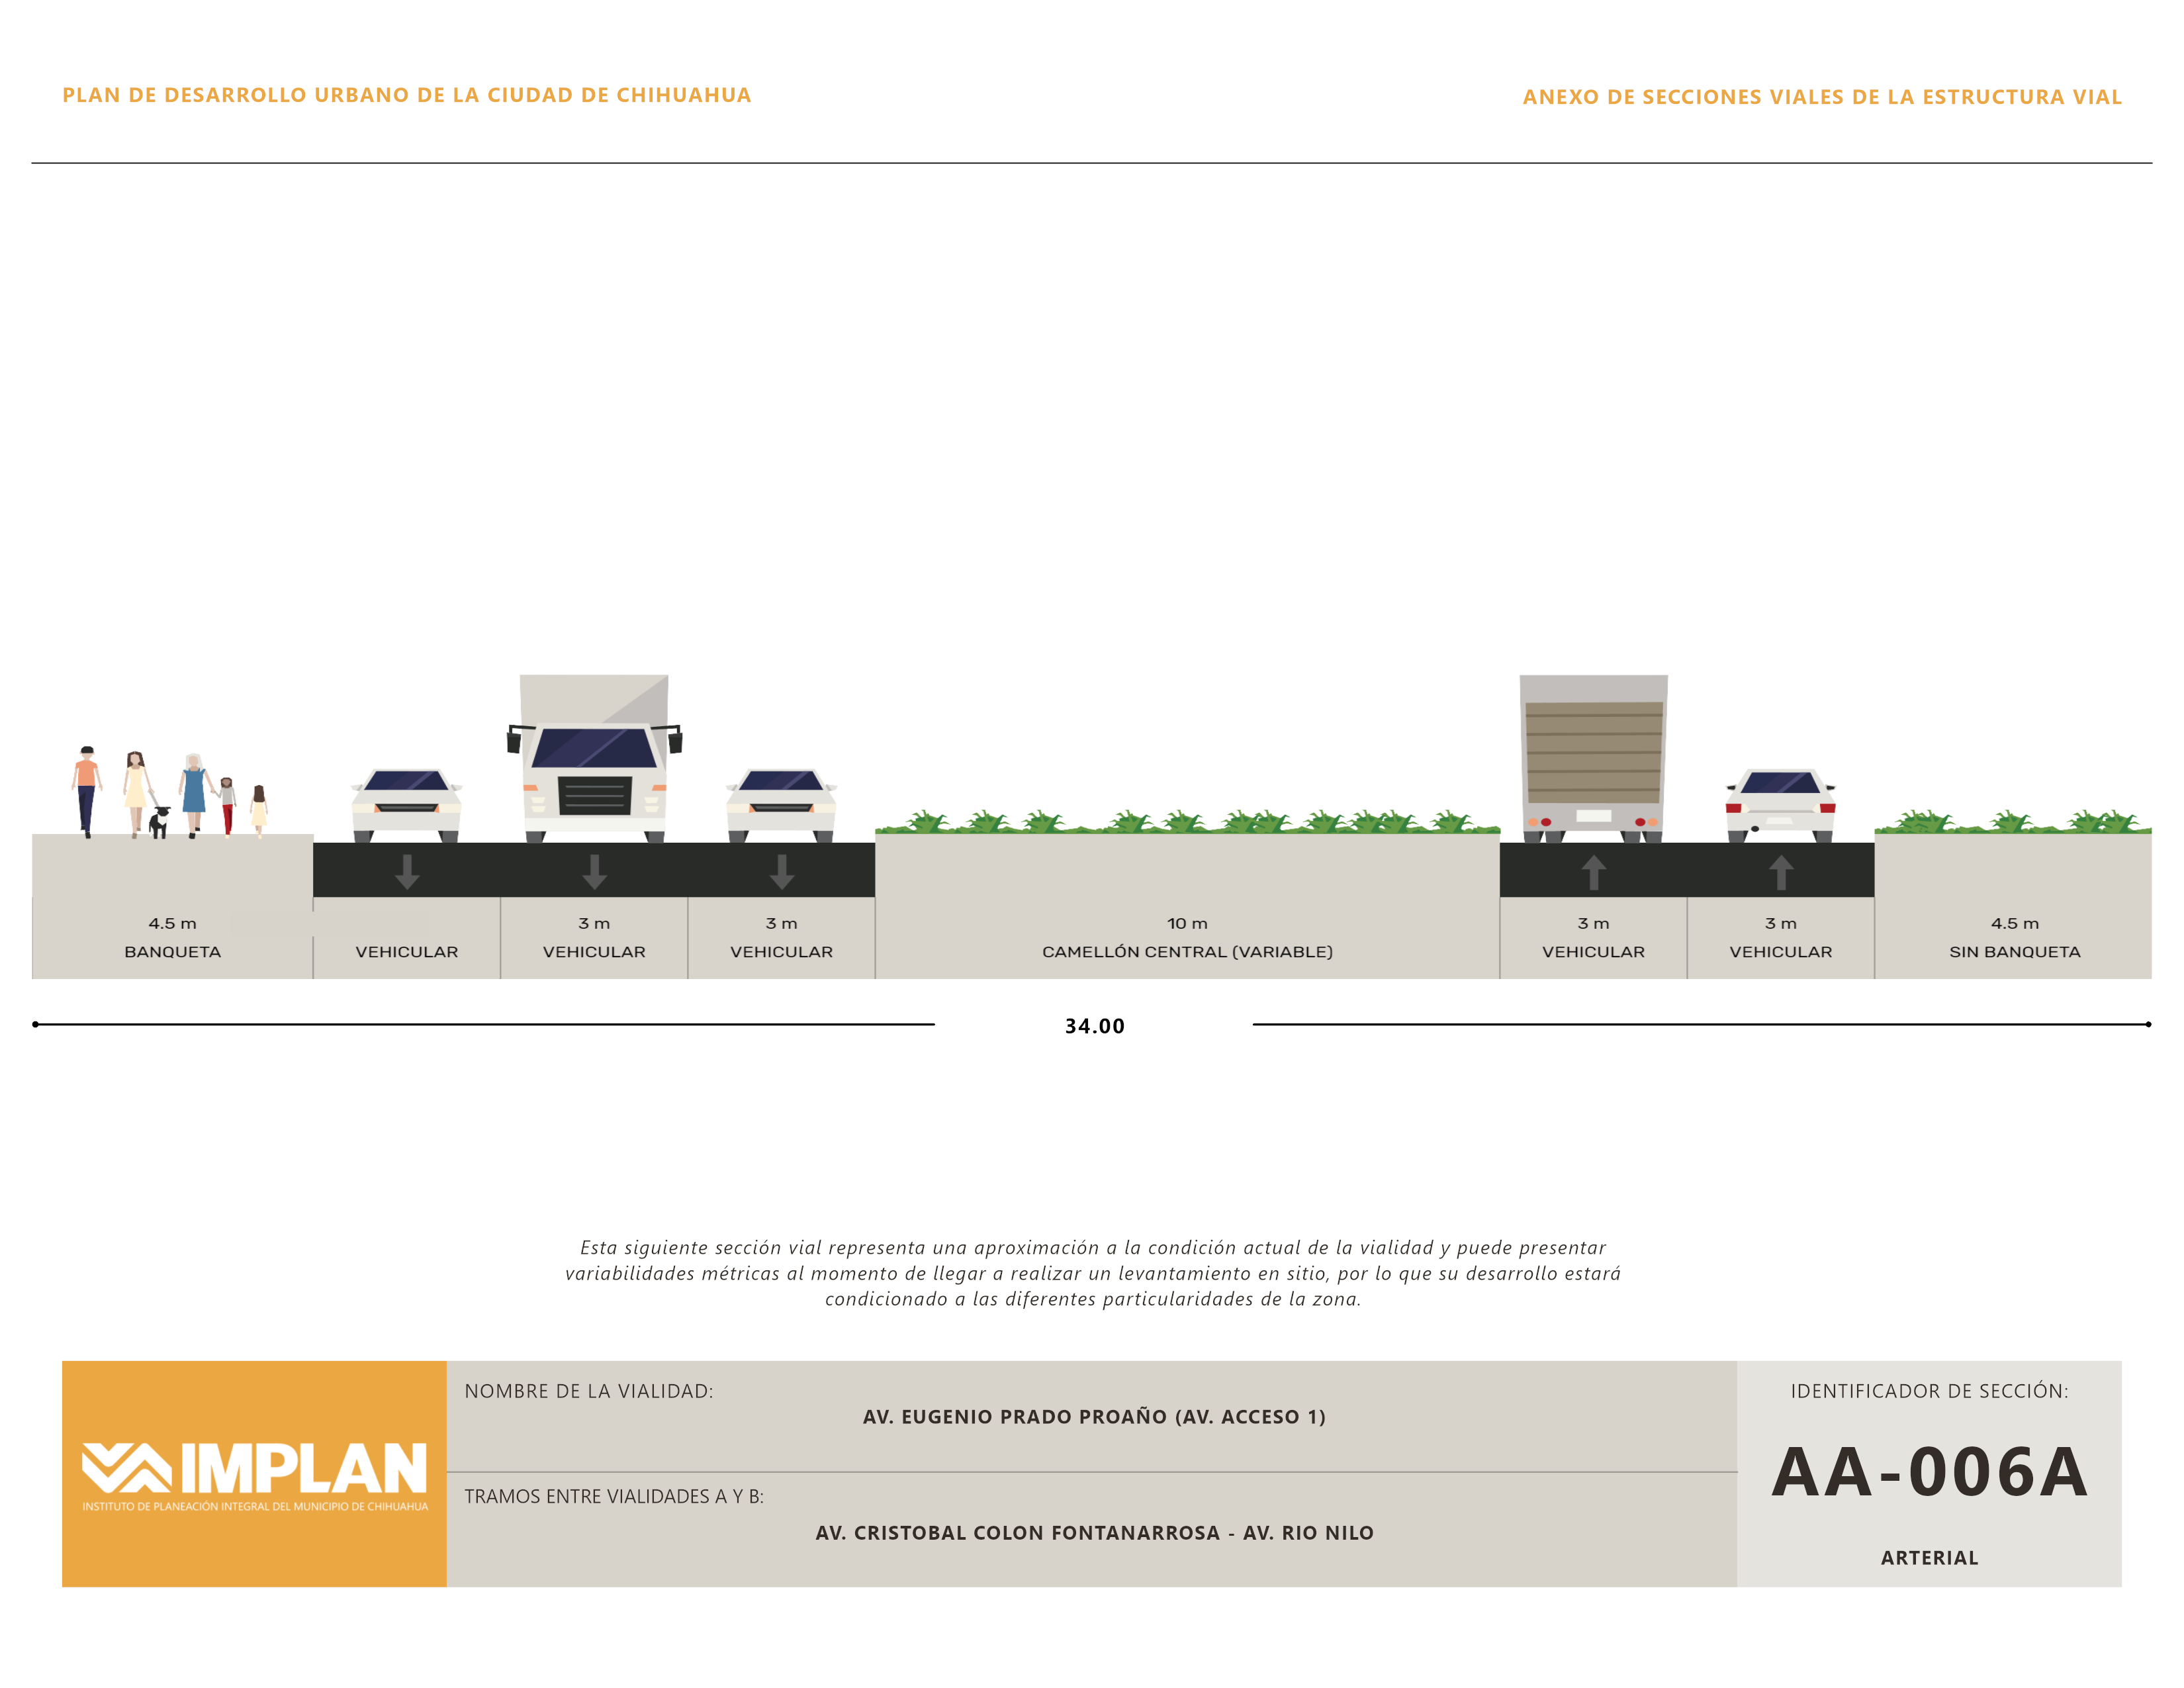 PLAN DE DESARROLLO URBANO DE LA CIUDAD DE CHIHUAHUA
ANEXO DE SECCIONES VIALES DE LA ESTRUCTURA VIAL
4.5 m
BANQUETA
VEHICULAR
3 m
VEHICULAR
3 m
VEHICULAR
10 m
CAMELLÓN CENTRAL (VARIABLE)
3 m
VEHICULAR
3 m
VEHICULAR
4.5 m
SIN BANQUETA
34.00
Esta siguiente sección vial representa una aproximación a la condición actual de la vialidad y puede presentar
variabilidades métricas al momento de llegar a realizar un levantamiento en sitio, por lo que su desarrollo estará
condicionado a las diferentes particularidades de la zona.
IMPLAN
INSTITUTO DE PLANEACIÓN INTEGRAL DEL MUNICIPIO DE CHIHUAHUA
NOMBRE DE LA VIALIDAD:
AV. EUGENIO PRADO PROAÑO (AV. ACCESO 1)
TRAMOS ENTRE VIALIDADES A Y B:
AV. CRISTOBAL COLON FONTANARROSA - AV. RIO NILO
IDENTIFICADOR DE SECCIÓN:
AA-006A
ARTERIAL